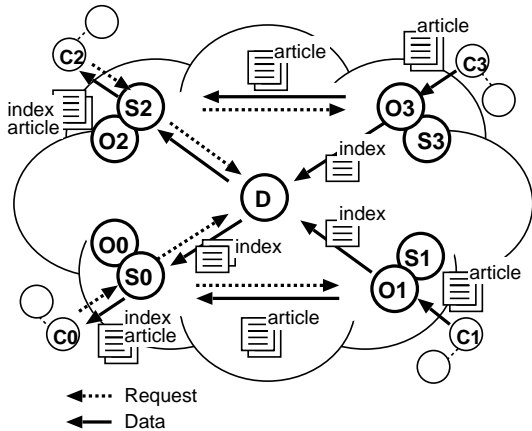 C2
article
article
C3
index
article
S2
O2
O3
S3
index
D
index
O0
S0
index
S1
O1
article
C0
index
article
article
C1
Request
Data